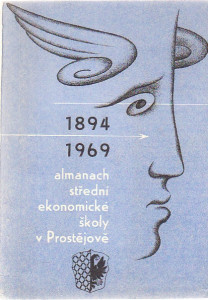 1894
1969
almanach
střední
ekonomické
školy
v Prostějově